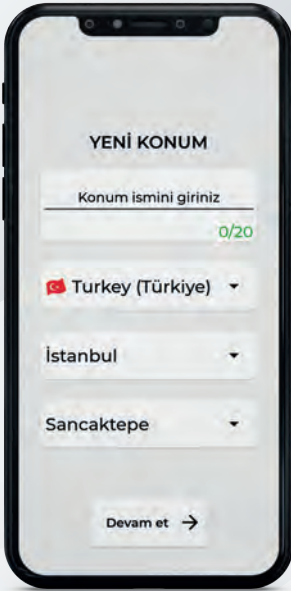 YENİ KONUM
Konum ismini giriniz
0/20
Turkey (Türkiye)
İstanbul
Sancaktepe
Devam et →